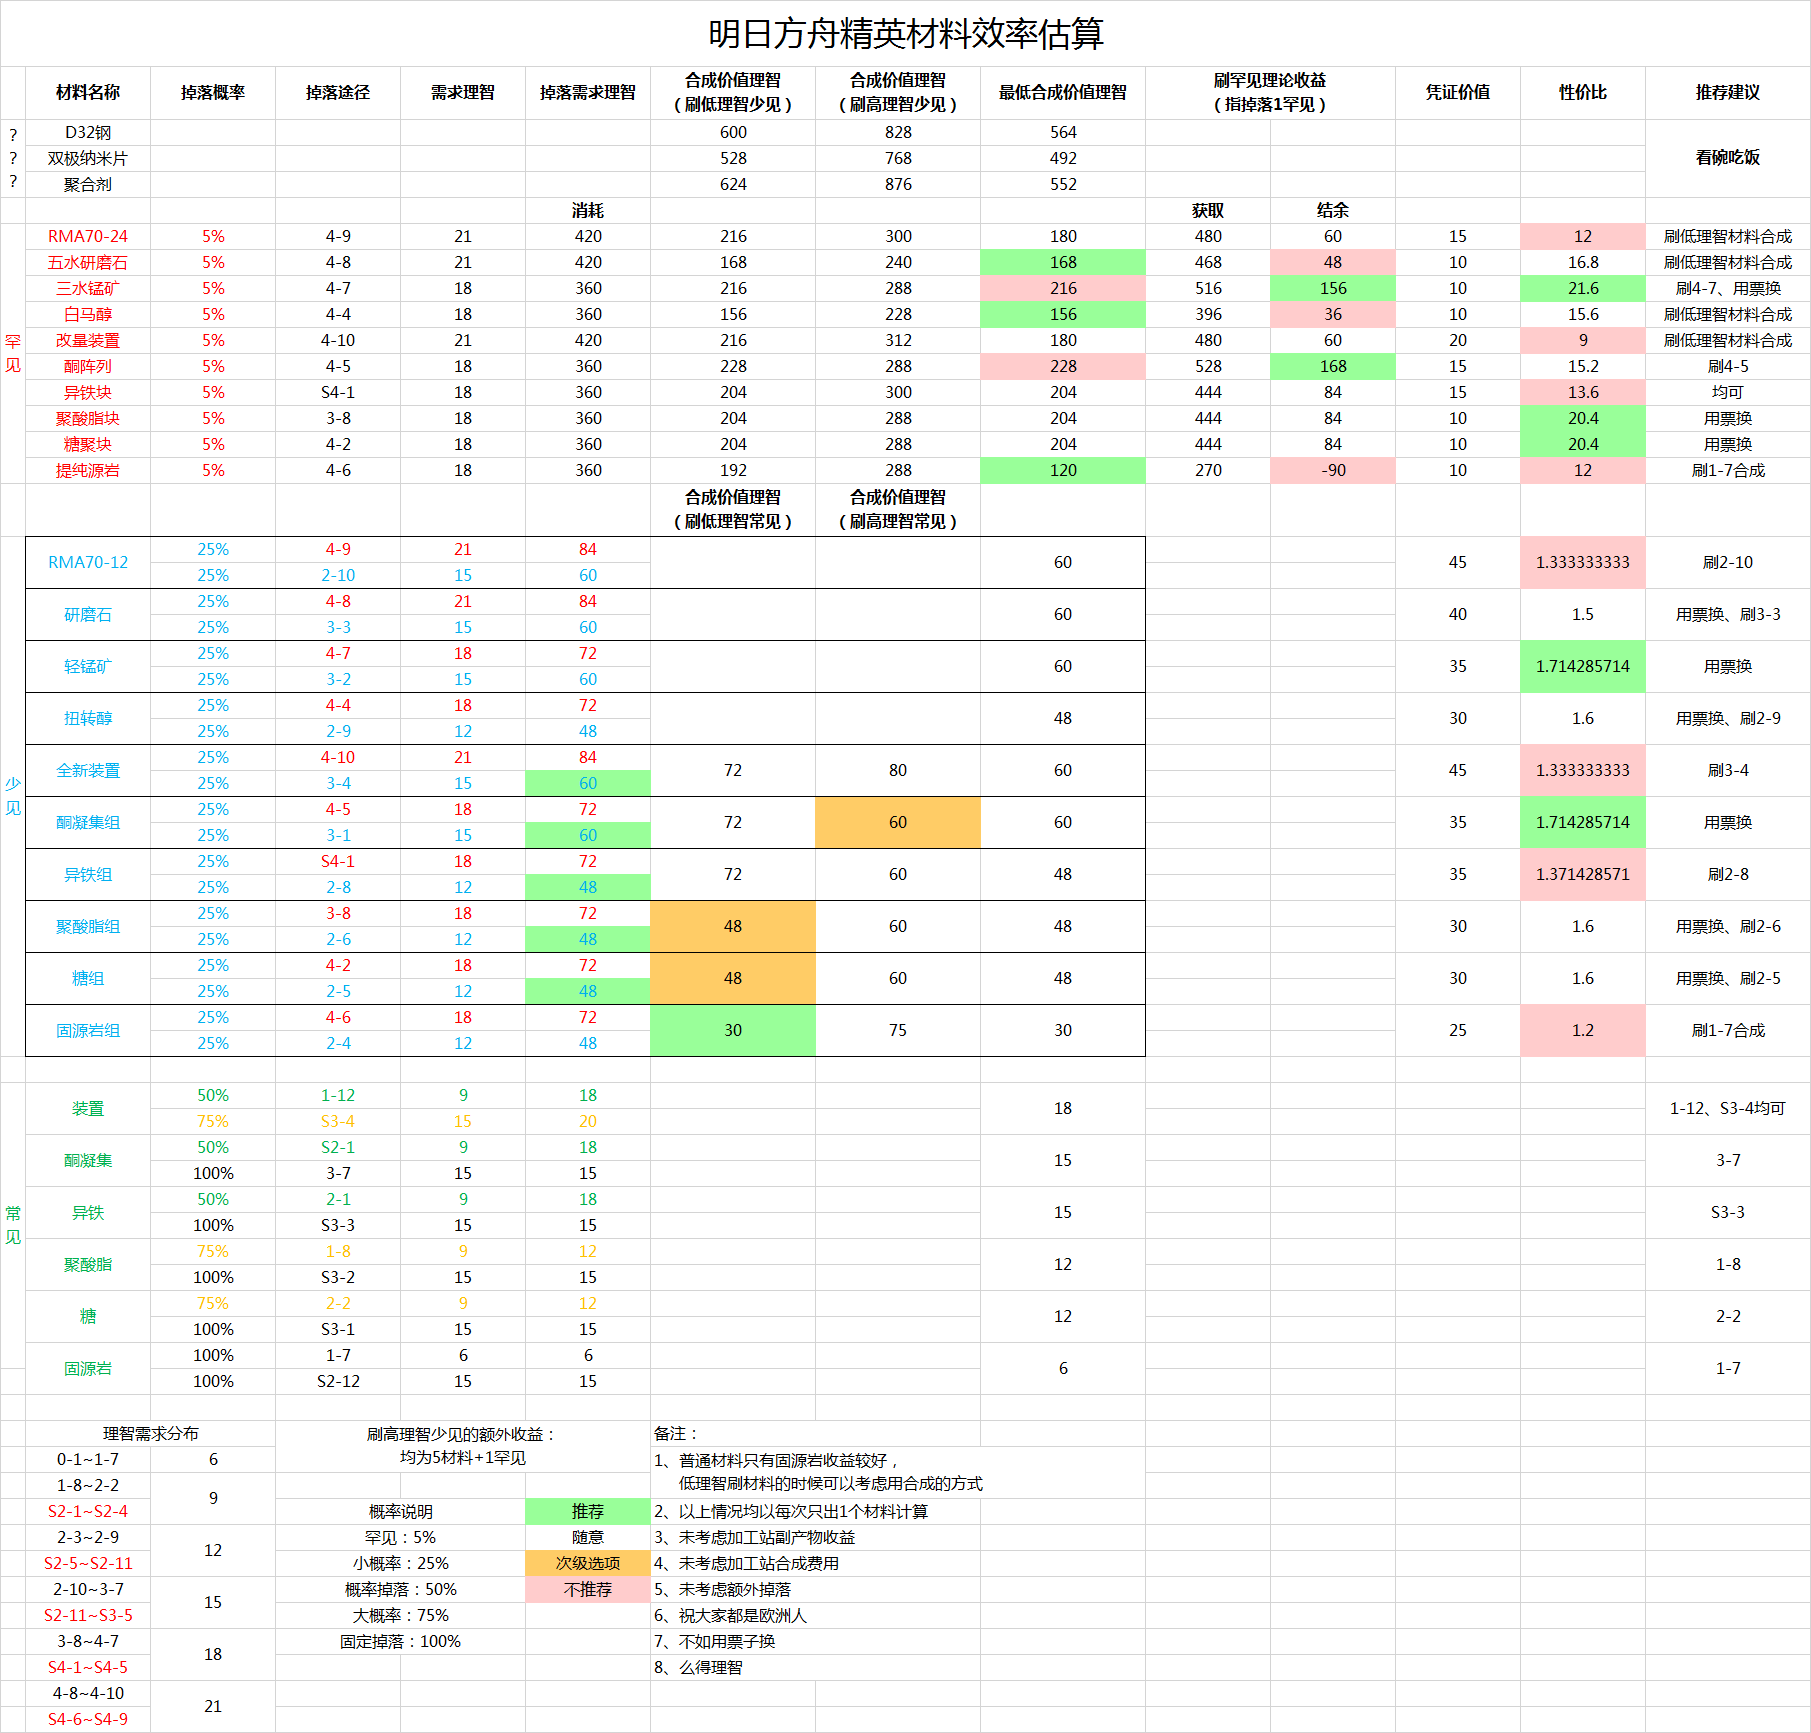 明日方舟精英材料效率估算
材料名称 掉落概率 掉落途径 需求理智 掉落需求理智 合成价值理智（刷低理智少见） 合成价值理智（刷高理智少见） 最低合成价值理智 刷罕见理论收益（指掉落1罕见） 凭证价值 性价比 推荐建议
? ? ?
D32钢 600 828 564 看碗吃饭
双极纳米片 528 768 492
聚合剂 624 876 552
消耗 获取 结余
罕见
RMA70-24 5% 4-9 21 420 216 300 180 480 60 15 12 刷低理智材料合成
五水研磨石 5% 4-8 21 420 168 240 168 468 48 10 16.8 刷低理智材料合成
三水锰矿 5% 4-7 18 360 216 288 216 516 156 10 21.6 刷4-7、用票换
白马醇 5% 4-4 18 360 156 228 156 396 36 10 15.6 刷低理智材料合成
改量装置 5% 4-10 21 420 216 312 180 480 60 20 9 刷低理智材料合成
酮阵列 5% 4-5 18 360 228 288 228 528 168 15 15.2 刷4-5
异铁块 5% S4-1 18 360 204 300 204 444 84 15 13.6 均可
聚酸脂块 5% 3-8 18 360 204 288 204 444 84 10 20.4 用票换
糖聚块 5% 4-2 18 360 204 288 204 444 84 10 20.4 用票换
提纯源岩 5% 4-6 18 360 192 288 120 270 -90 10 12 刷1-7合成
合成价值理智（刷低理智常见） 合成价值理智（刷高理智常见）
少见
RMA70-12 25% 4-9 21 84 60 45 1.333333333 刷2-10
25% 2-10 15 60
研磨石 25% 4-8 21 84 60 40 1.5 用票换、刷3-3
25% 3-3 15 60
轻锰矿 25% 4-7 18 72 60 35 1.714285714 用票换
25% 3-2 15 60
扭转醇 25% 4-4 18 72 48 30 1.6 用票换、刷2-9
25% 2-9 12 48
全新装置 25% 4-10 21 84 72 80 60 45 1.333333333 刷3-4
25% 3-4 15 60
酮凝集组 25% 4-5 18 72 72 60 60 35 1.714285714 用票换
25% 3-1 15 60
异铁组 25% S4-1 18 72 72 60 48 35 1.371428571 刷2-8
25% 2-8 12 48
聚酸脂组 25% 3-8 18 72 48 60 48 30 1.6 用票换、刷2-6
25% 2-6 12 48
糖组 25% 4-2 18 72 48 60 48 30 1.6 用票换、刷2-5
25% 2-5 12 48
固源岩组 25% 4-6 18 72 30 75 30 25 1.2 刷1-7合成
25% 2-4 12 48
常见
装置 50% 1-12 9 18 18 1-12、S3-4均可
75% S3-4 15 20
酮凝集 50% S2-1 9 18 15 3-7
100% 3-7 15 15
异铁 50% 2-1 9 18 15 S3-3
100% S3-3 15 15
聚酸脂 75% 1-8 9 12 12 1-8
100% S3-2 15 15
糖 75% 2-2 9 12 12 2-2
100% S3-1 15 15
固源岩 100% 1-7 6 6 6 1-7
100% S2-12 15 15
理智需求分布
0-1~1-7 6
1-8~2-2 9
S2-1~S2-4
2-3~2-9 12
S2-5~S2-11
2-10~3-7 15
S2-11~S3-5
3-8~4-7 18
S4-1~S4-5
4-8~4-10 21
S4-6~S4-9
刷高理智少见的额外收益：
均为5材料+1罕见
概率说明 推荐
罕见：5% 随意
小概率：25% 次级选项
概率掉落：50% 不推荐
大概率：75%
固定掉落：100%
备注：
1、普通材料只有固源岩收益较好，
低理智刷材料的时候可以考虑用合成的方式
2、以上情况均以每次只出1个材料计算
3、未考虑加工站副产物收益
4、未考虑加工站合成费用
5、未考虑额外掉落
6、祝大家都是欧洲人
7、不如用票子换
8、么得理智